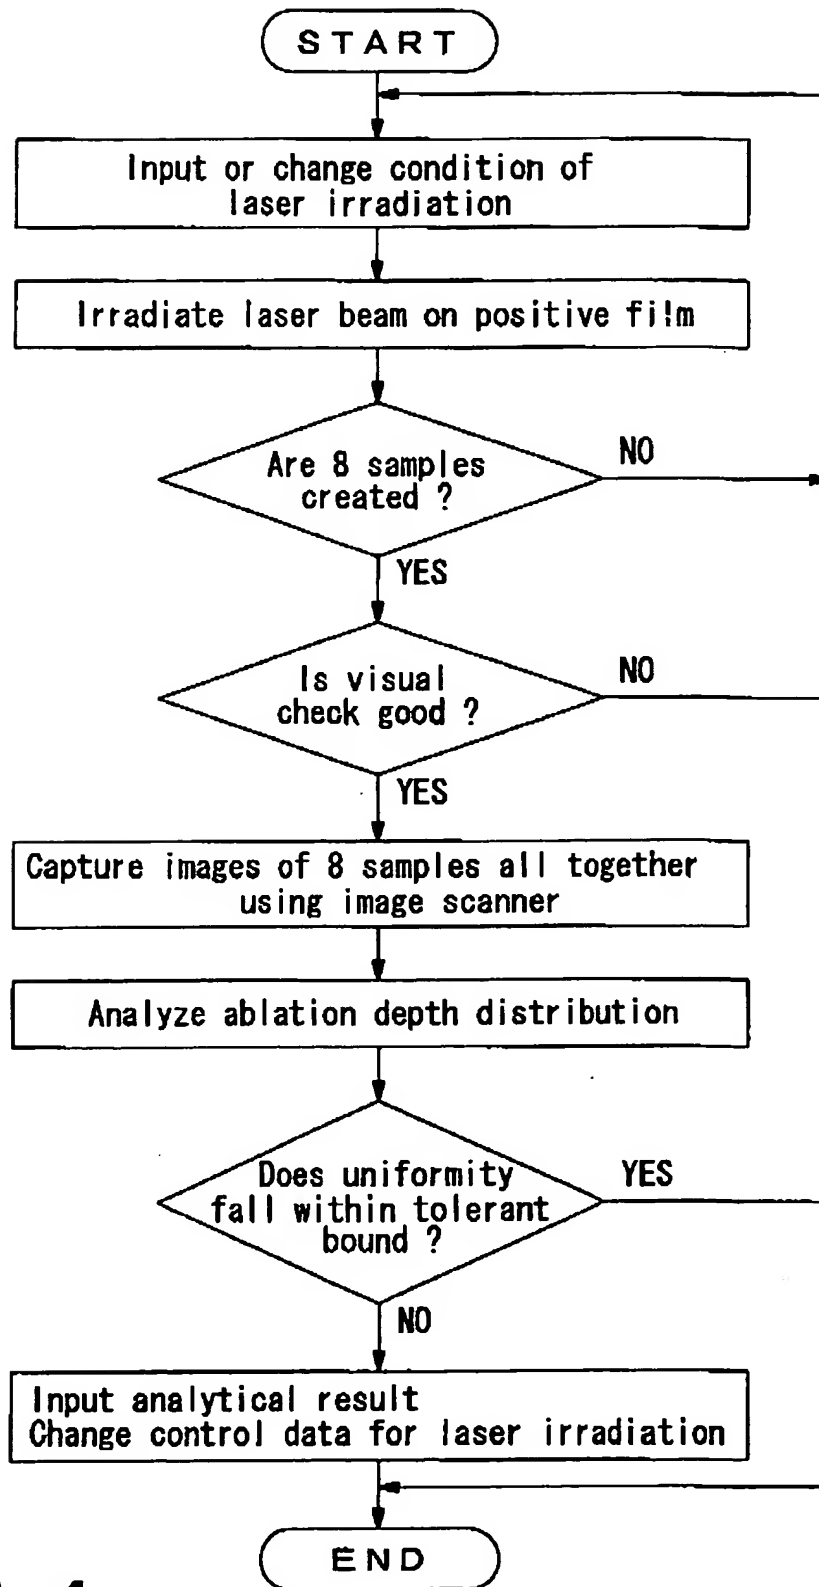 START
Input or change condition of
laser irradiation
Irradiate laser beam on positive film
Are 8 samples
created ?
NO
YES
Is visual
check good ?
NO
YES
Capture images of 8 samples all together
using image scanner
Analyze ablation depth distribution
Does uniformity
fall within tolerant
bound ?
YES
NO
Input analytical result
Change control data for laser irradiation
END